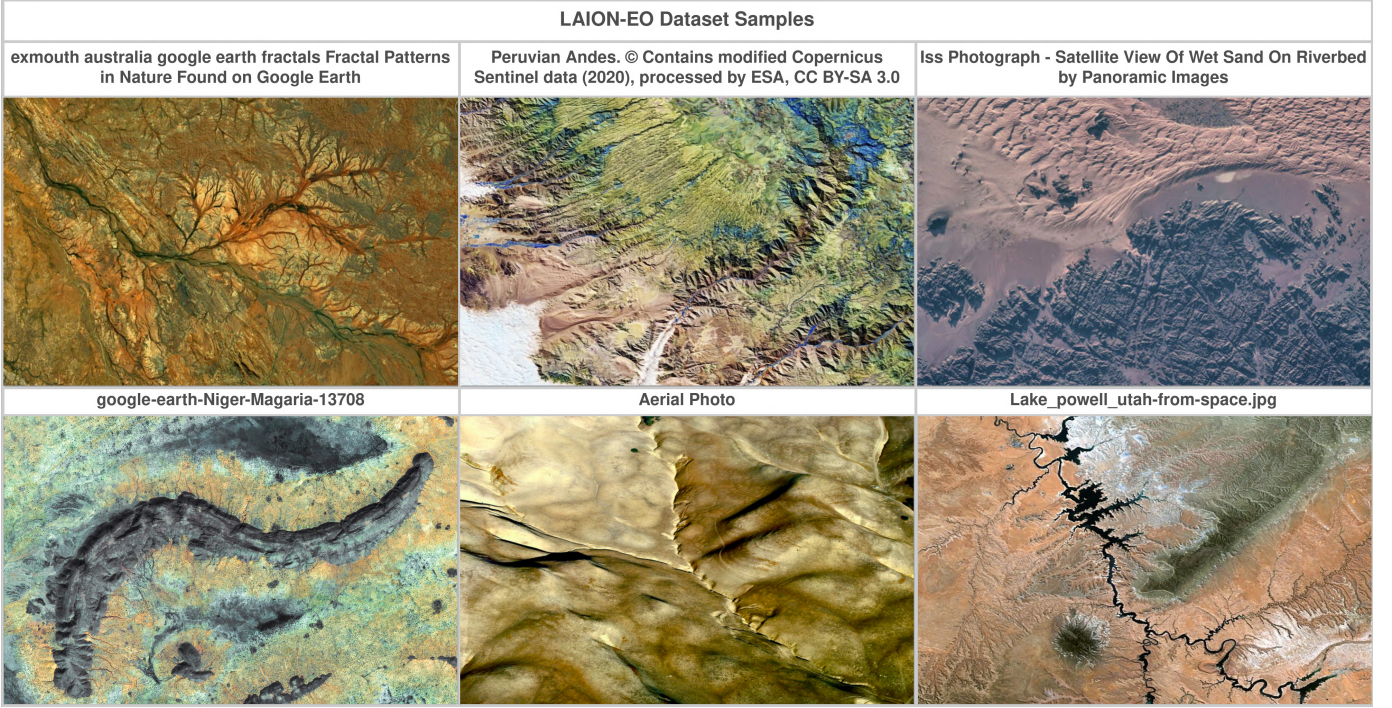 LAION-EO Dataset Samples
exmouth australia google earth fractals Fractal Patterns
in Nature Found on Google Earth
Peruvian Andes. © Contains modified Copernicus
Sentinel data (2020), processed by ESA, CC BY-SA 3.0
Iss Photograph - Satellite View Of Wet Sand On Riverbed
by Panoramic Images
google-earth-Niger-Magaria-13708
Aerial Photo
Lake_powell_utah-from-space.jpg